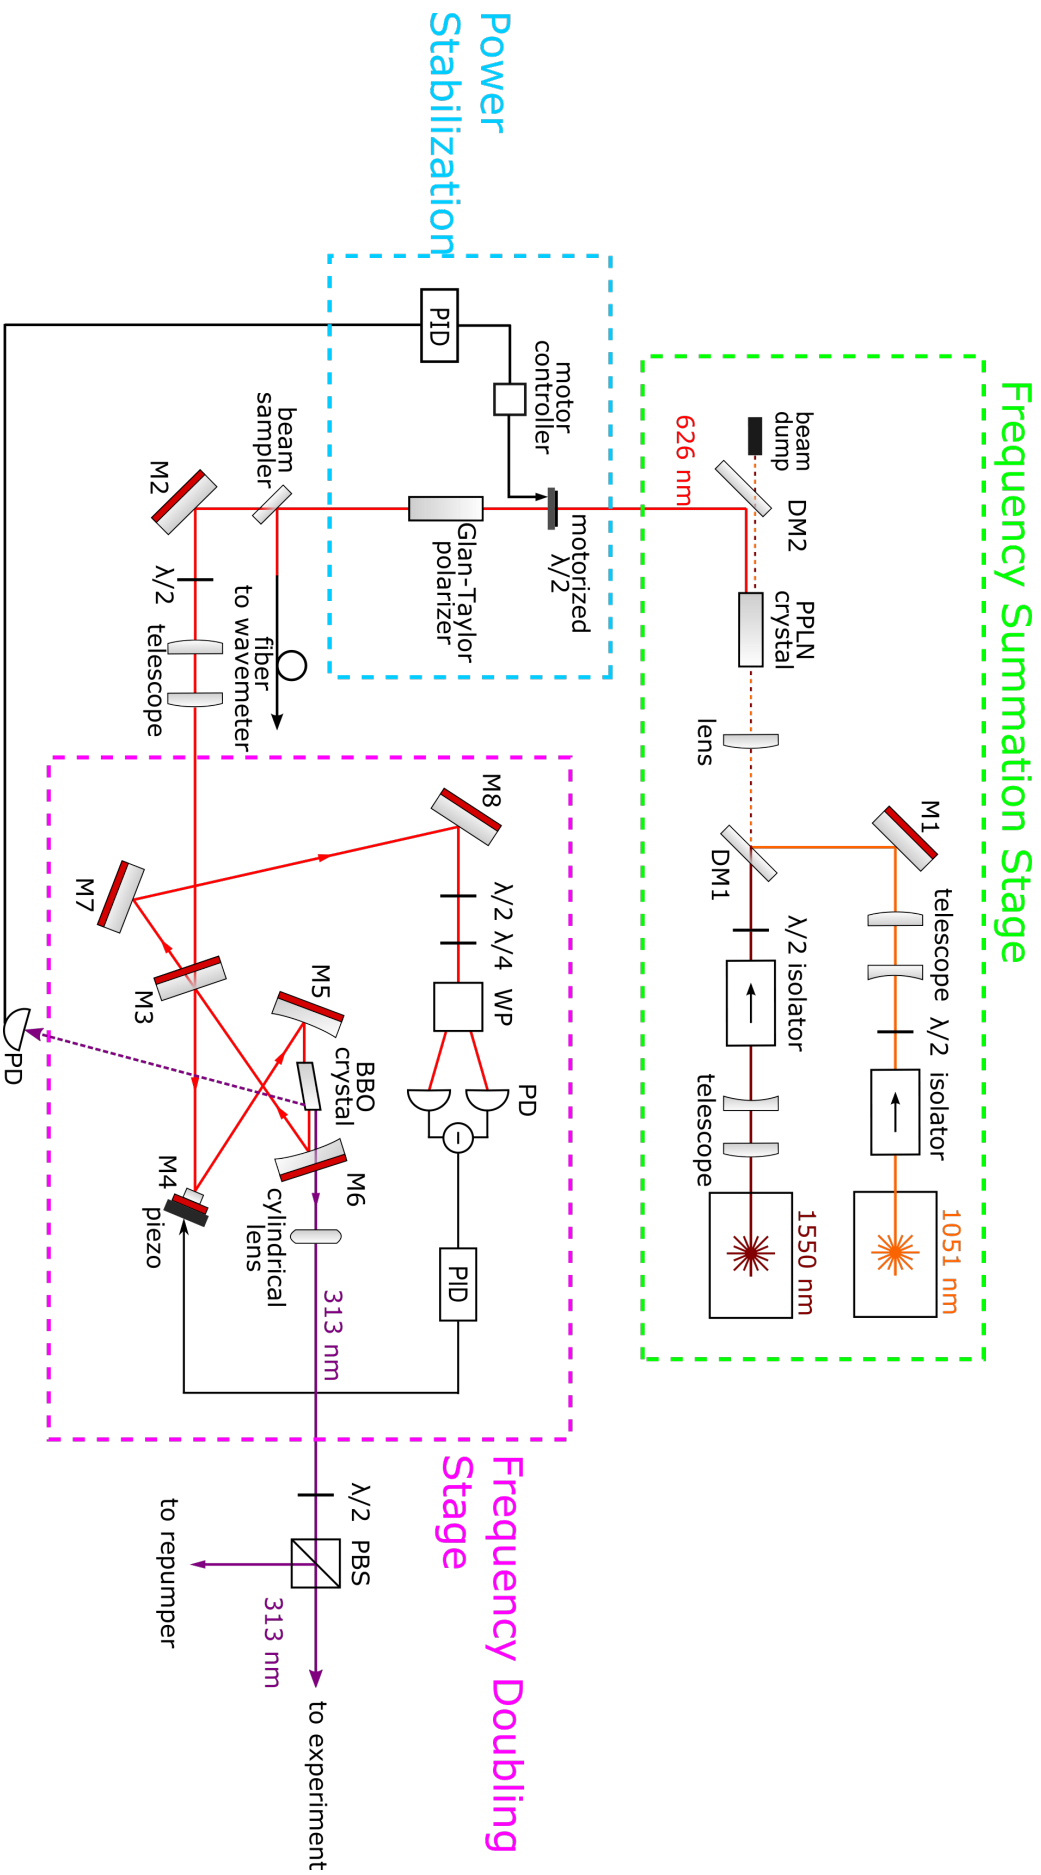 Frequency Summation Stage
1051 nm
isolator
λ/2
telescope
M1
1550 nm
telescope
isolator
λ/2
DM1
lens
PPLN
crystal
DM2
beam
dump
626 nm
Power
Stabilization
PID
motor
controller
motorized
λ/2
Glan-Taylor
polarizer
beam
sampler
fiber
to wavemeter
M2
λ/2
telescope
Frequency Doubling
Stage
M8
λ/2
λ/4
WP
PD
−
PID
M7
M3
M5
BBO
crystal
M6
M4
piezo
cylindrical
lens
313 nm
PD
λ/2
PBS
to repumper
313 nm
to experiment